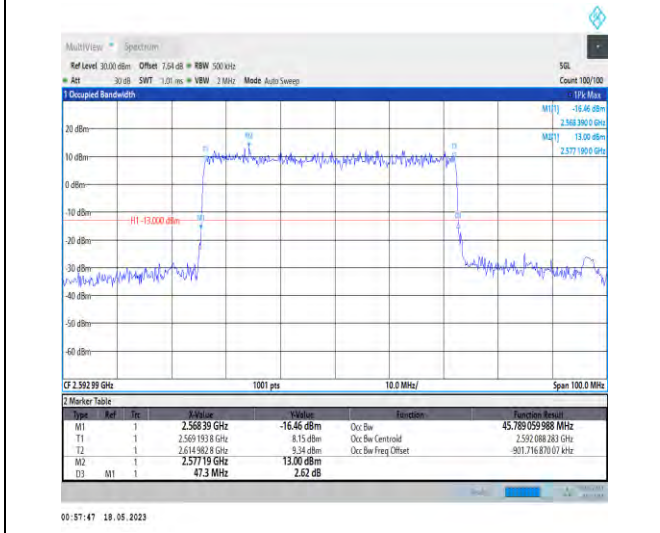 MultiView Spectrum
Ref Level 30.00 dBm Offset 7.64 dB RBW 500 kHz SGL
Att 30 dB SWT 1.01 ms VBW 2 MHz Mode Auto Sweep Count 100/100
1 Occupied Bandwidth 1Pk Max
M1[1] -16.46 dBm
2.568 390 0 GHz
20 dBm
M2[1] 13.00 dBm
2.577 190 0 GHz
M2
10 dBm
0 dBm
-10 dBm
H1 -13.000 dBm
M1
D3
-20 dBm
-30 dBm
-40 dBm
-50 dBm
-60 dBm
CF 2.592 99 GHz 1001 pts 10.0 MHz/ Span 100.0 MHz
2 Marker Table
Type Ref Trc X-Value Y-Value Function Function Result
M1 1 2.568 39 GHz -16.46 dBm Occ Bw 45.789 059 988 MHz
T1 1 2.569 193 8 GHz 8.15 dBm Occ Bw Centroid 2.592 088 283 GHz
T2 1 2.614 982 8 GHz 9.34 dBm Occ Bw Freq Offset -901.716 870 07 kHz
M2 1 2.577 19 GHz 13.00 dBm
D3 M1 1 47.3 MHz 2.62 dB
00:57:47 18.05.2023